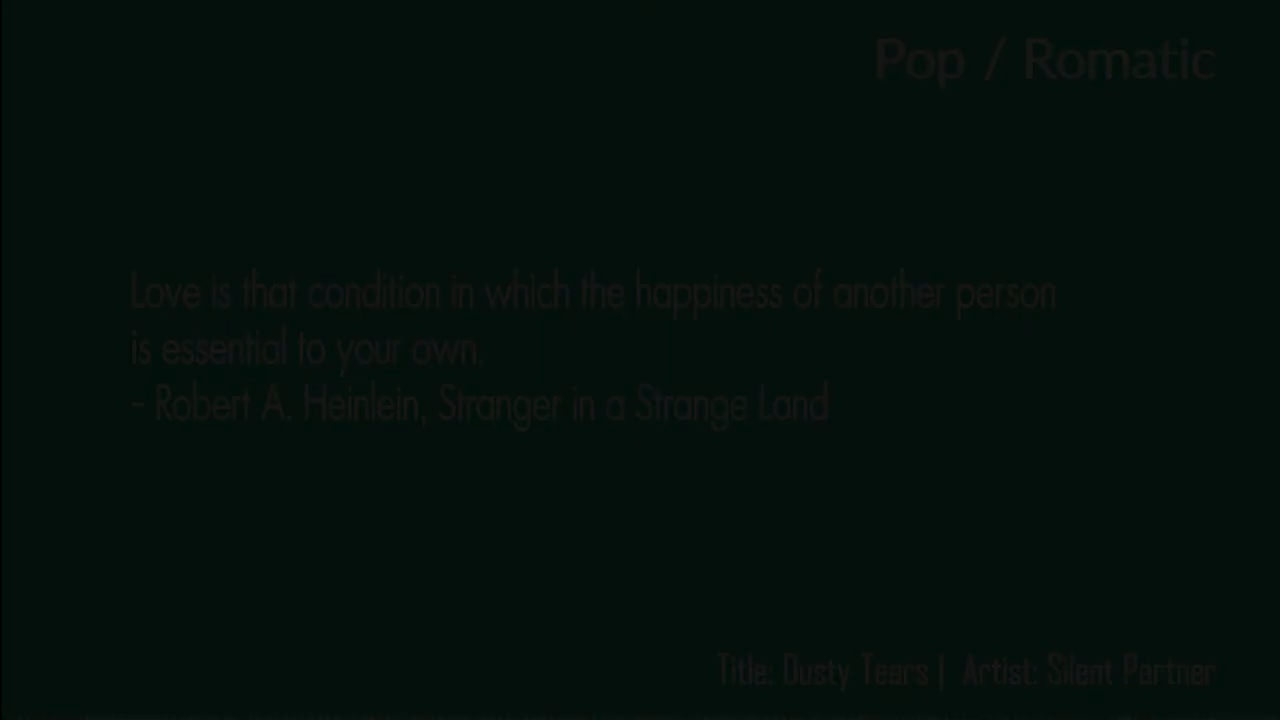 Pop / Romatic
Love is that condition in which the happiness of another person
is essential to your own.
- Robert A. Heinlein, Stranger in a Strange Land
Title: Dusty Tears | Artist: Silent Partner